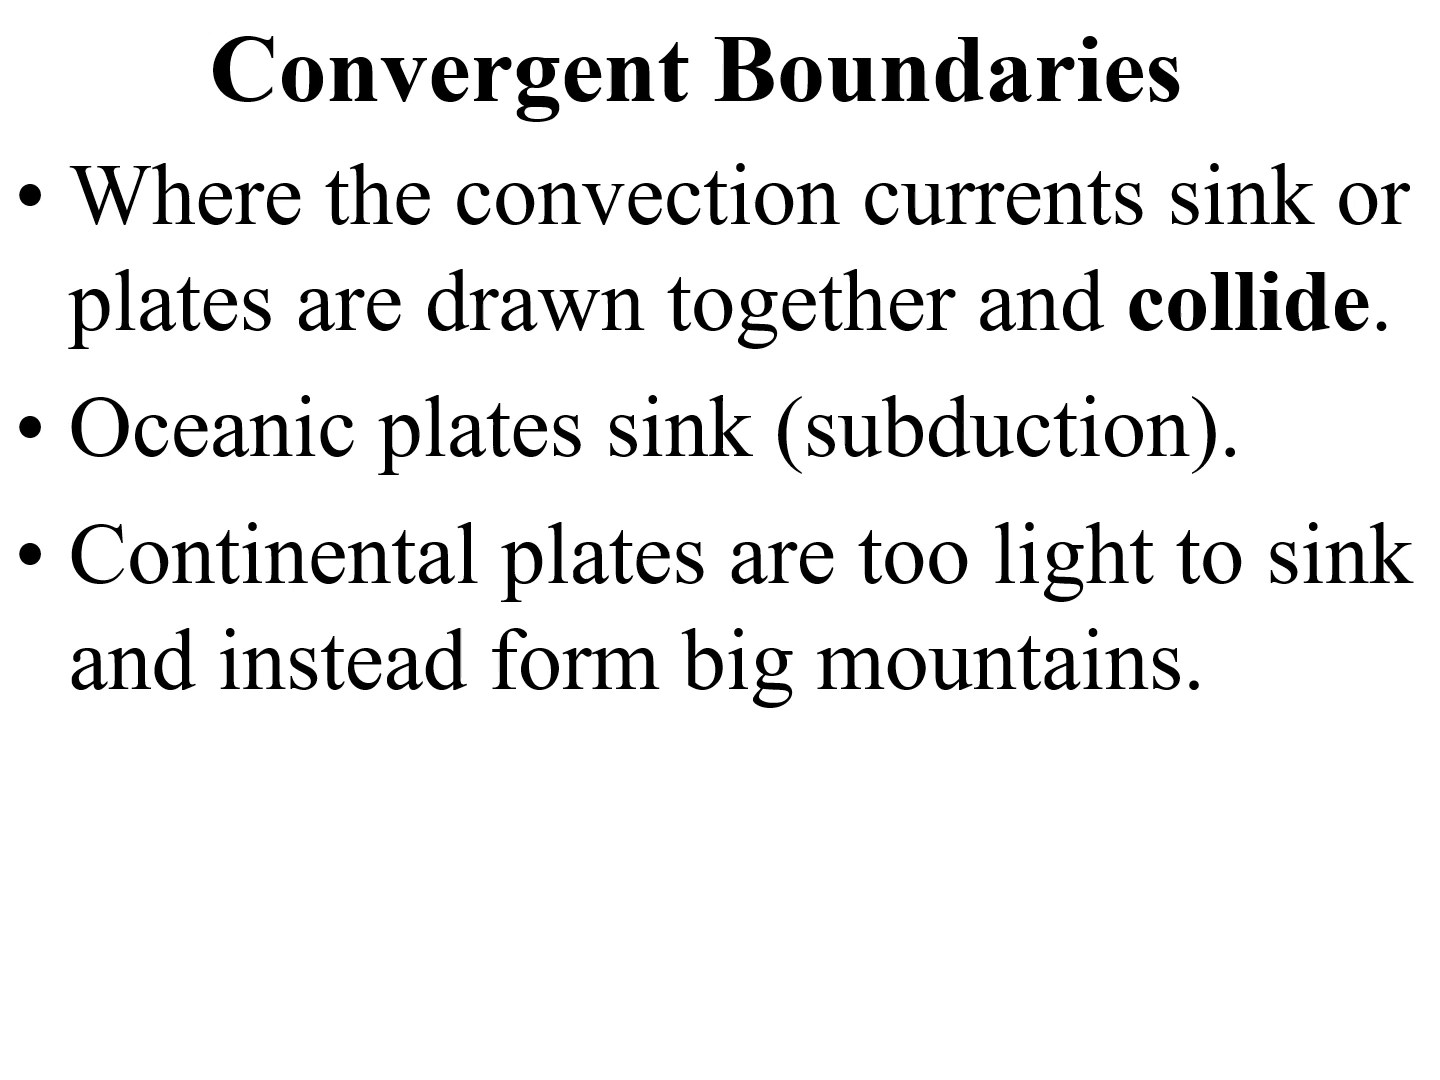 Convergent Boundaries
• Where the convection currents sink or
plates are drawn together and collide.
• Oceanic plates sink (subduction).
• Continental plates are too light to sink
and instead form big mountains.